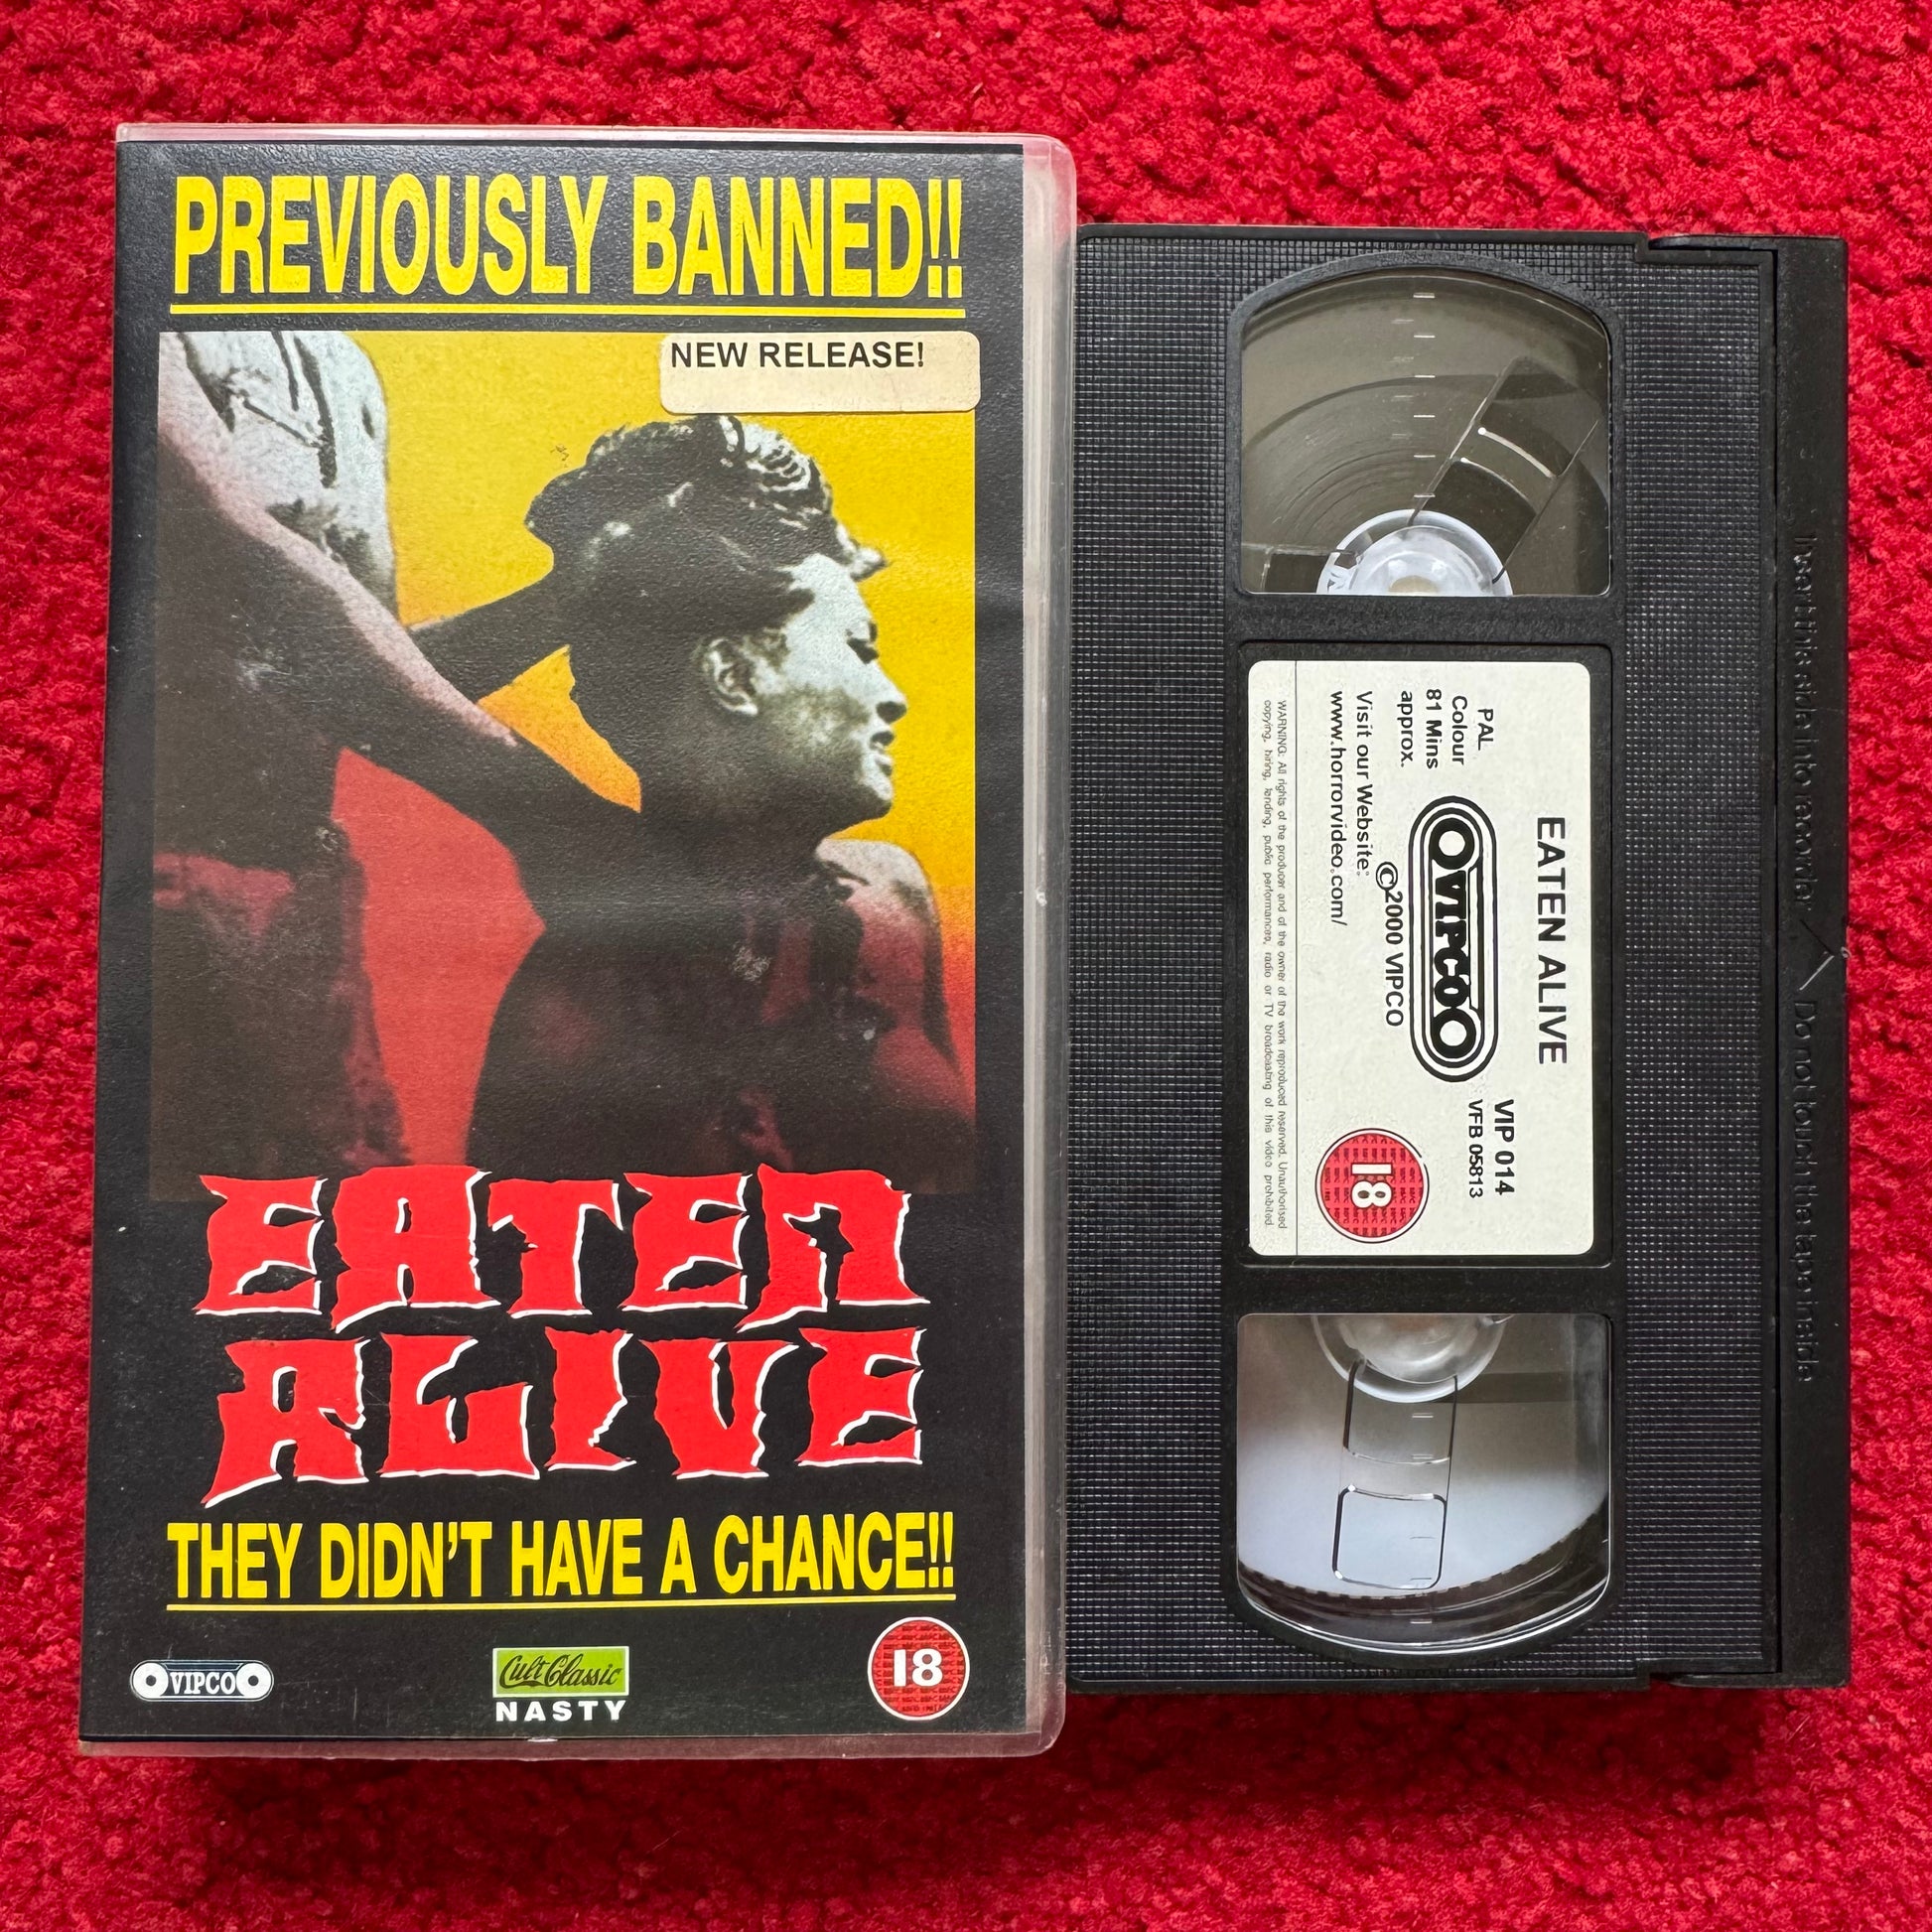 PREVIOUSLY BANNED!!
NEW RELEASE!
EATEN
ALIVE
THEY DIDN'T HAVE A CHANCE!!
VIPCO
Cult Classic
NASTY
18
EATEN ALIVE
PAL
Colour
81 Mins
approx.
VIPCO
VIP 014
VFB 05813
©2000 VIPCO
Visit our Website:
www.horrorvideo.com/
18
WARNING: All rights of the producer and of the owner of the work reproduced reserved. Unauthorised
copying, hiring, lending, public performances, radio or TV broadcasting of this video prohibited.
Insert this side into recorder
Do not touch the tape inside